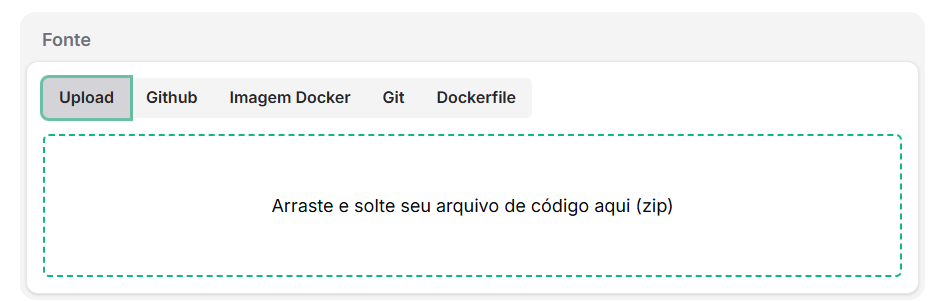 Fonte
Upload Github Imagem Docker Git Dockerfile
Arraste e solte seu arquivo de código aqui (zip)